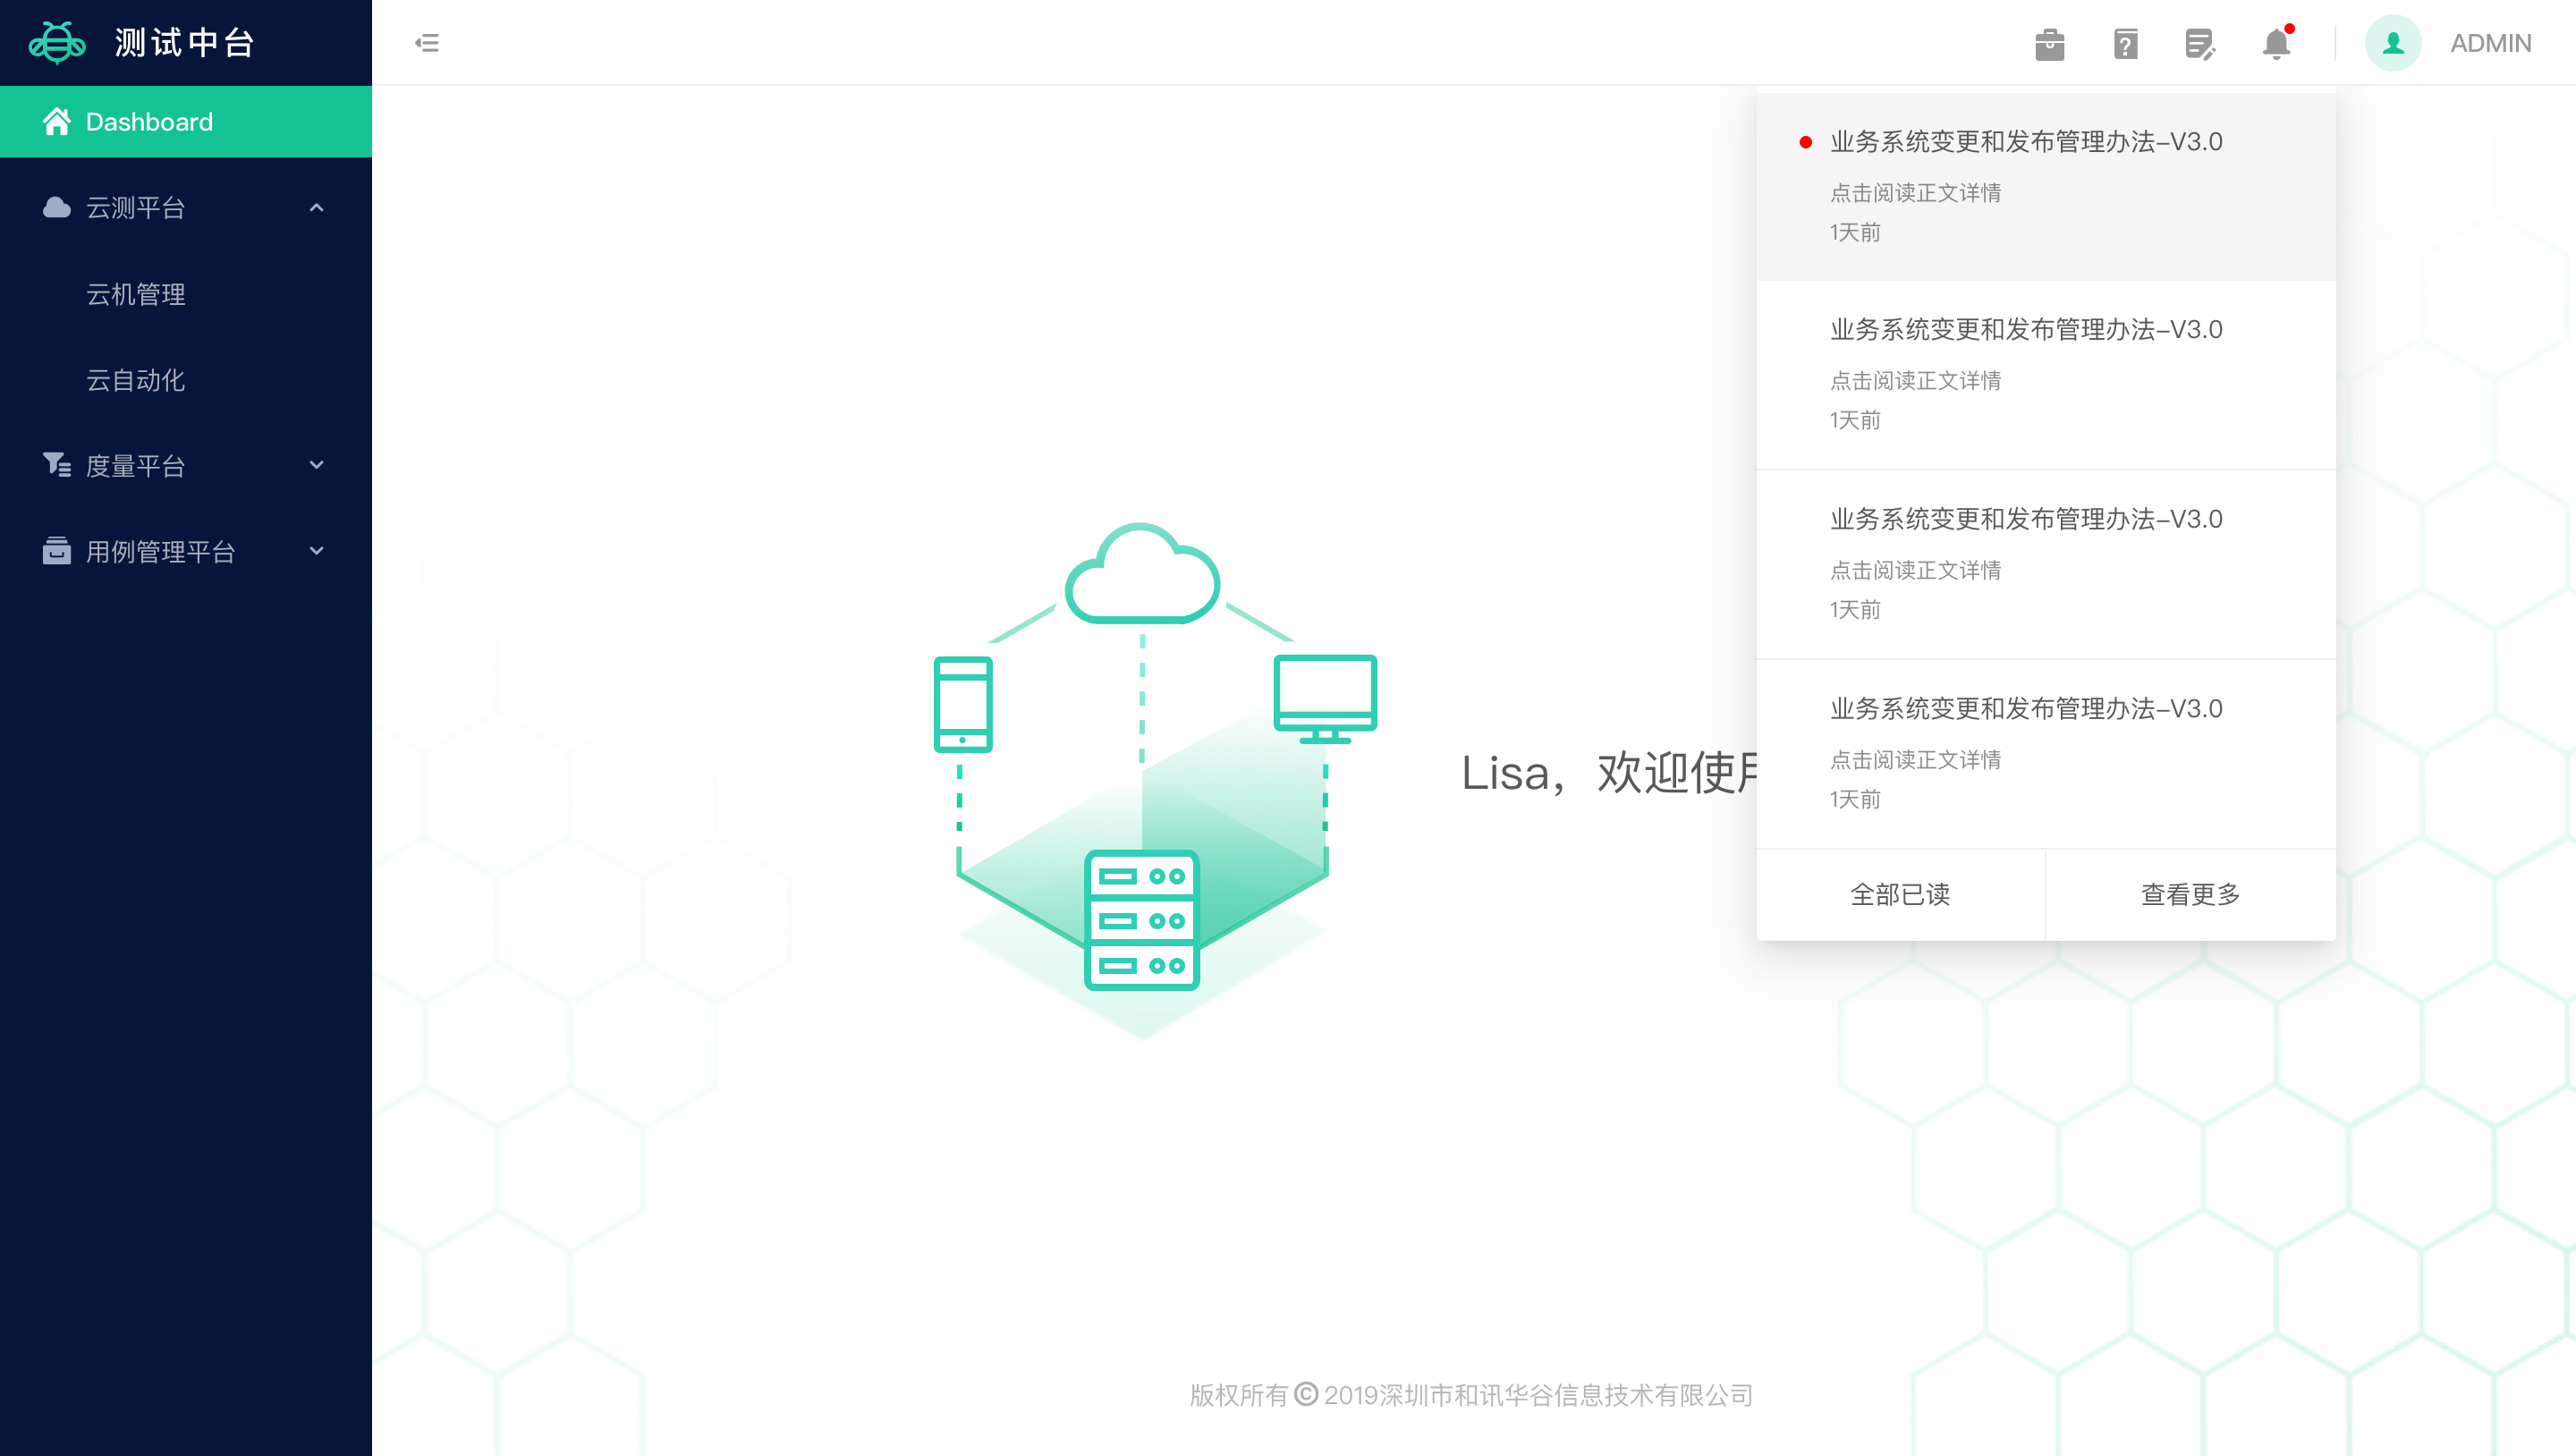 测试中台
ADMIN
Dashboard
云测平台
云机管理
云自动化
度量平台
用例管理平台
业务系统变更和发布管理办法–V3.0
点击阅读正文详情
1天前
业务系统变更和发布管理办法–V3.0
点击阅读正文详情
1天前
业务系统变更和发布管理办法–V3.0
点击阅读正文详情
1天前
业务系统变更和发布管理办法–V3.0
点击阅读正文详情
1天前
全部已读
查看更多
Lisa，欢迎使
版权所有©2019深圳市和讯华谷信息技术有限公司